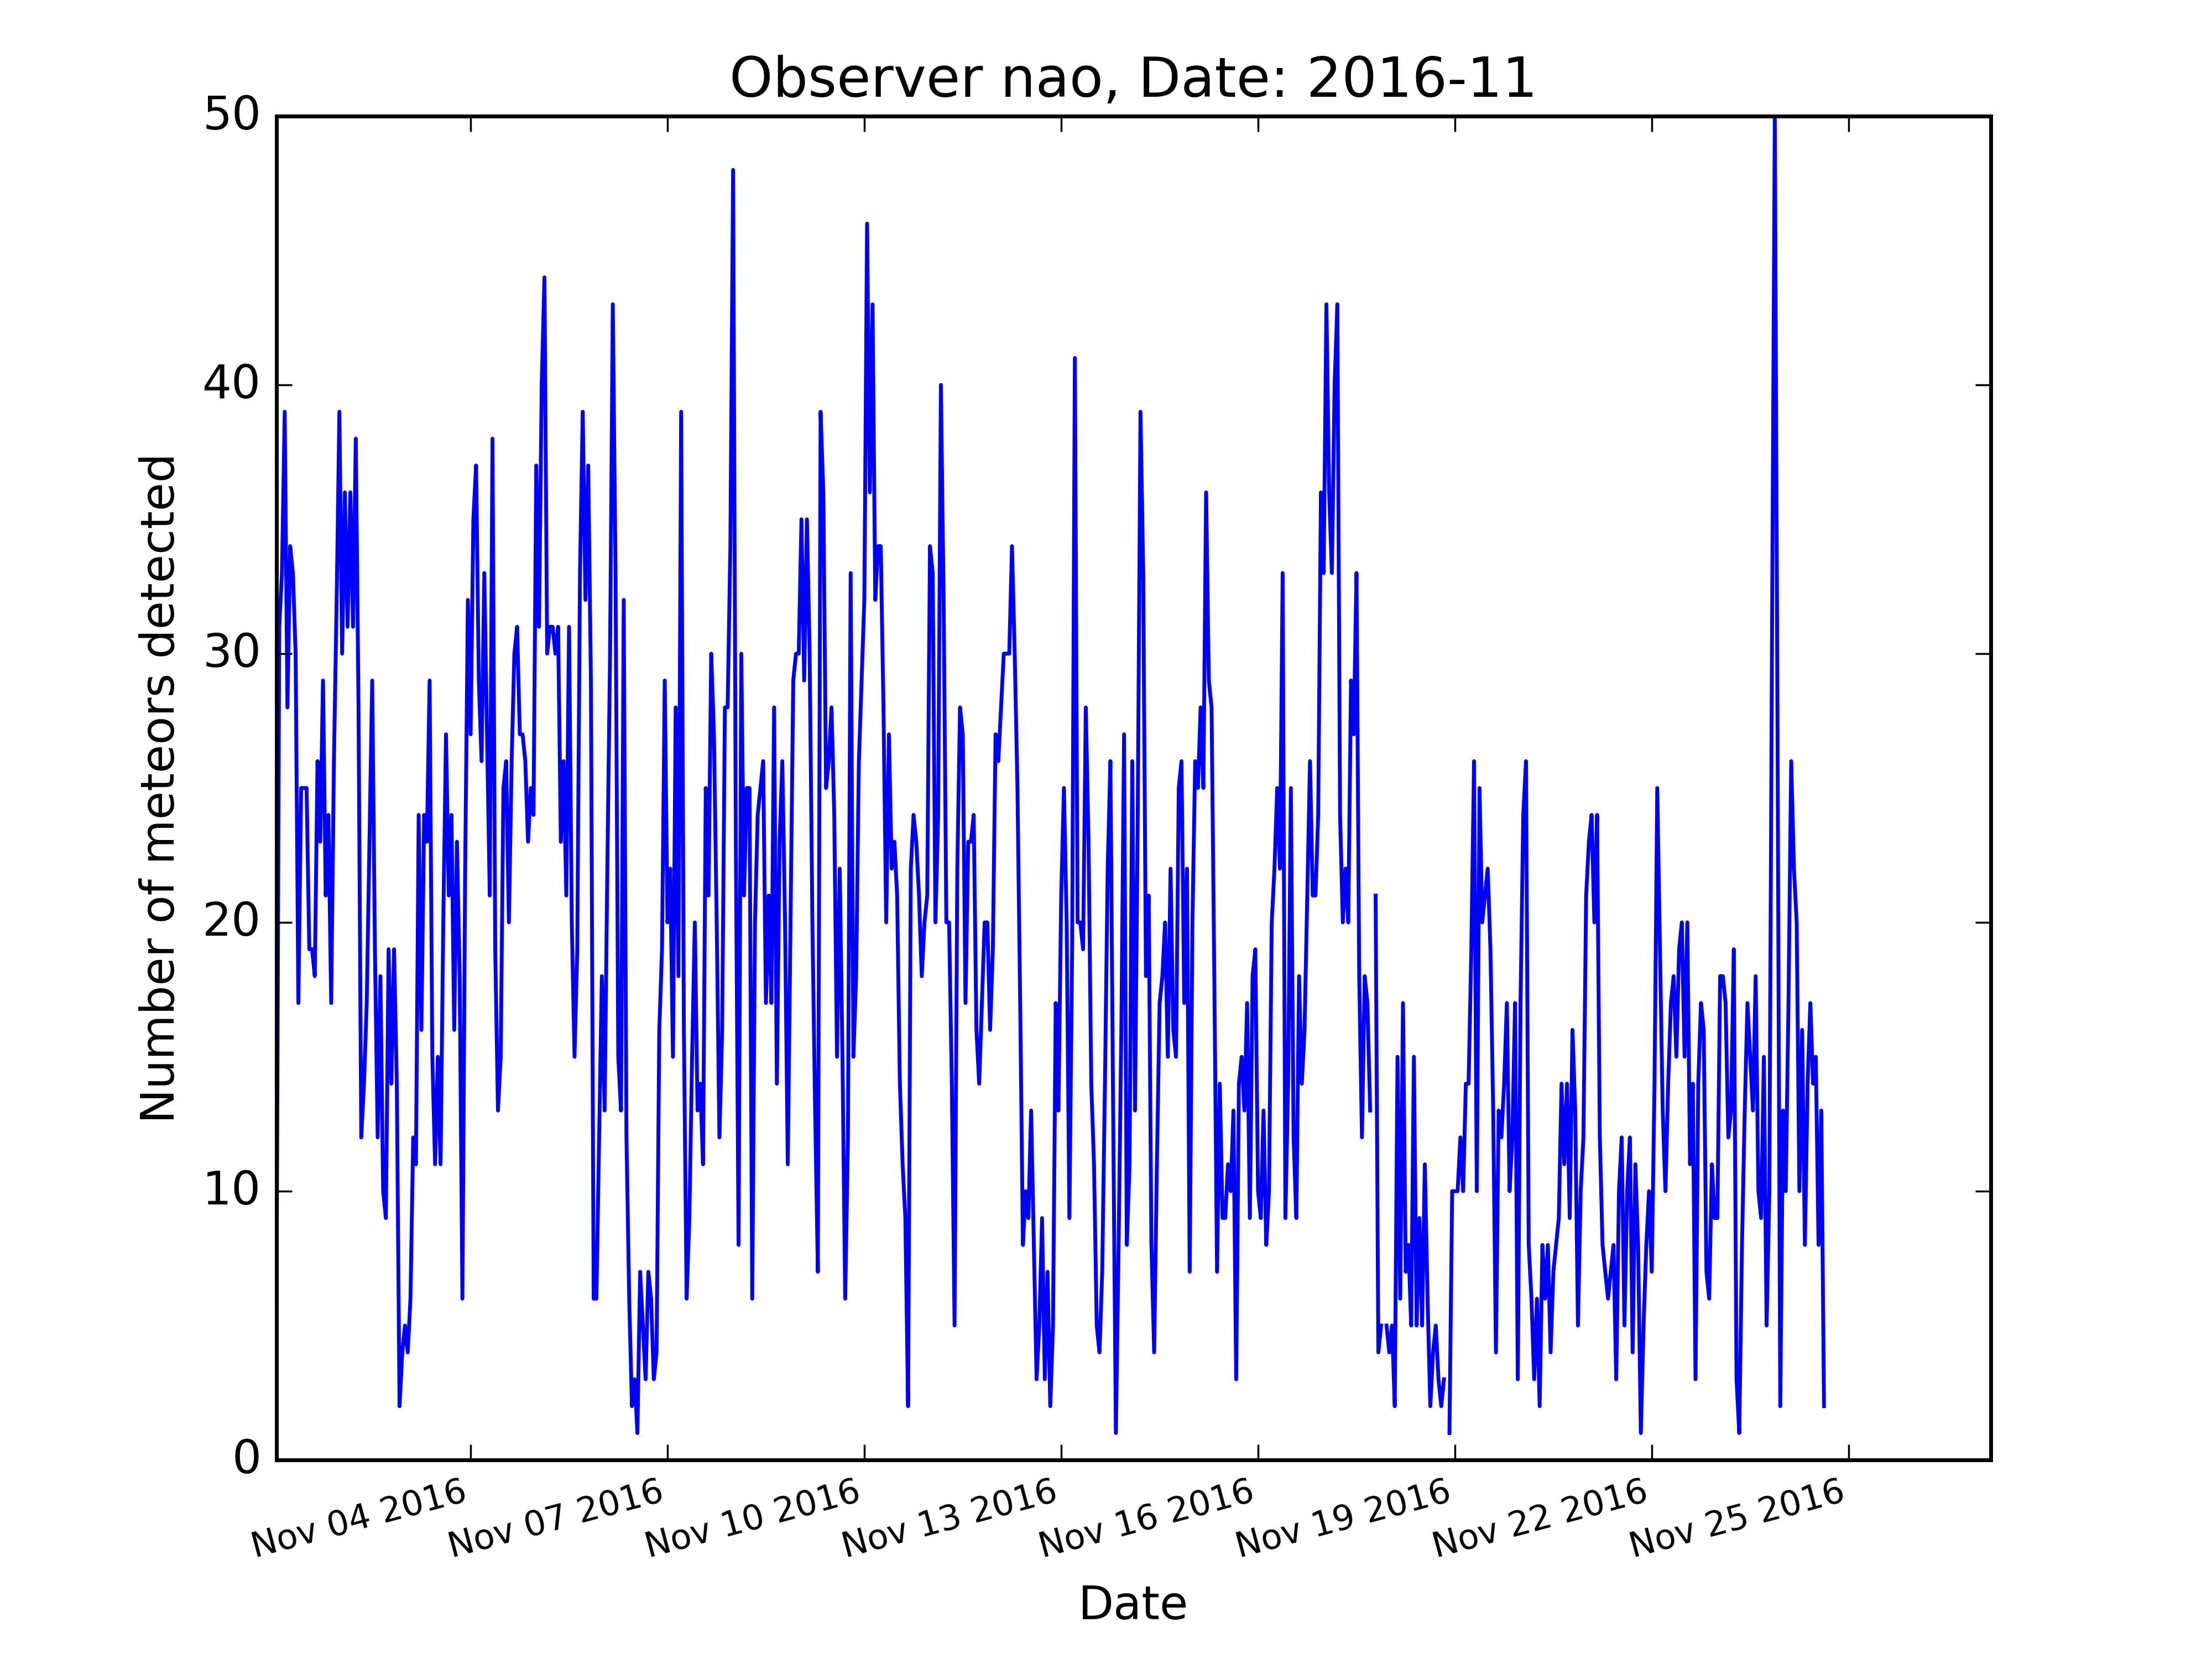 Observer nao, Date: 2016-11
50
40
30
20
10
0
Number of meteors detected
Nov 04 2016
Nov 07 2016
Nov 10 2016
Nov 13 2016
Nov 16 2016
Nov 19 2016
Nov 22 2016
Nov 25 2016
Date